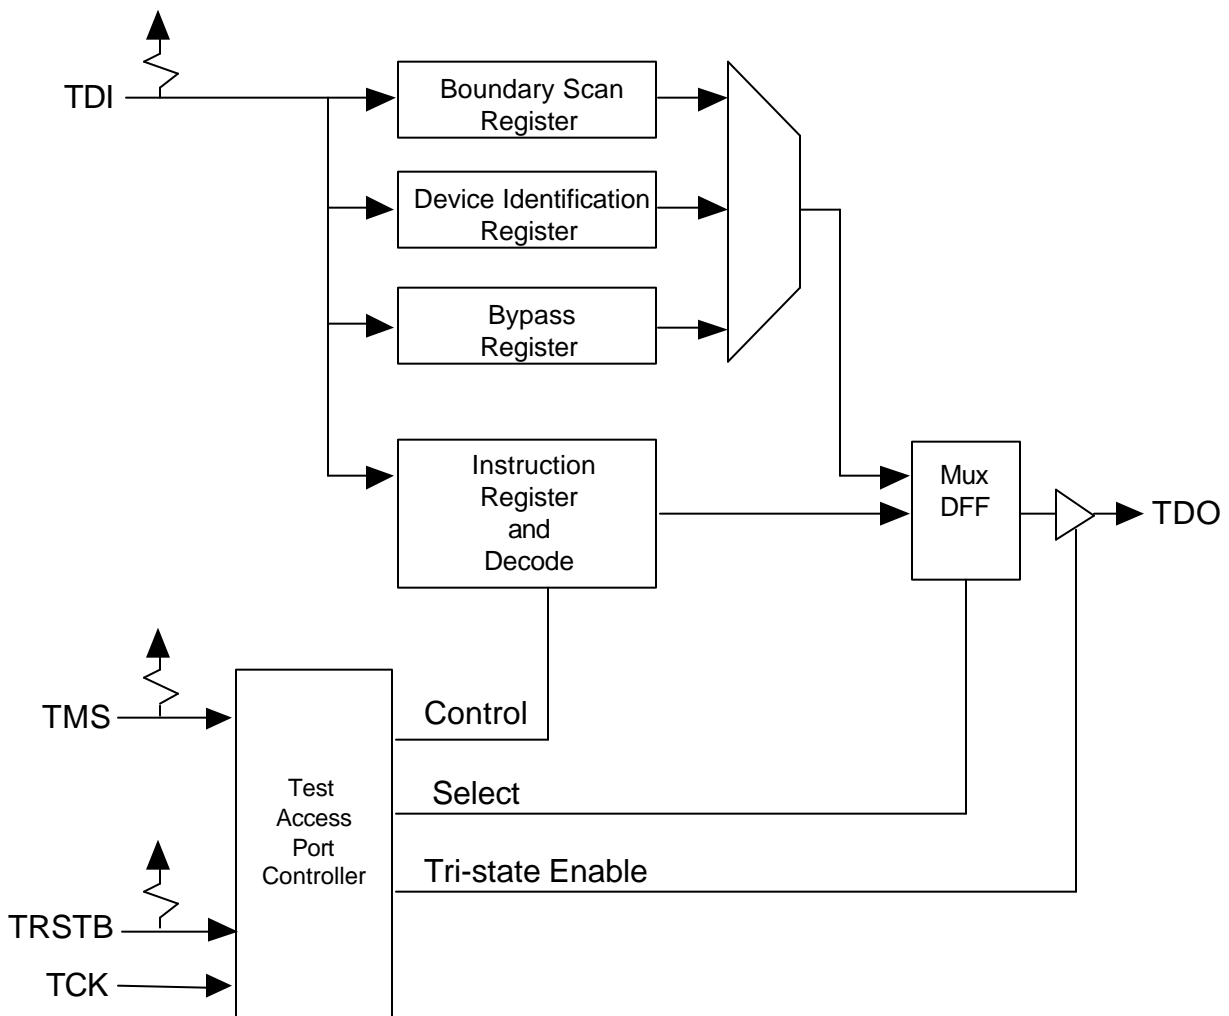 TDI
Boundary Scan
Register
Device Identification
Register
Bypass
Register
Instruction
Register
and
Decode
Mux
DFF
TDO
TMS
Control
Test
Access
Port
Controller
Select
Tri-state Enable
TRSTB
TCK